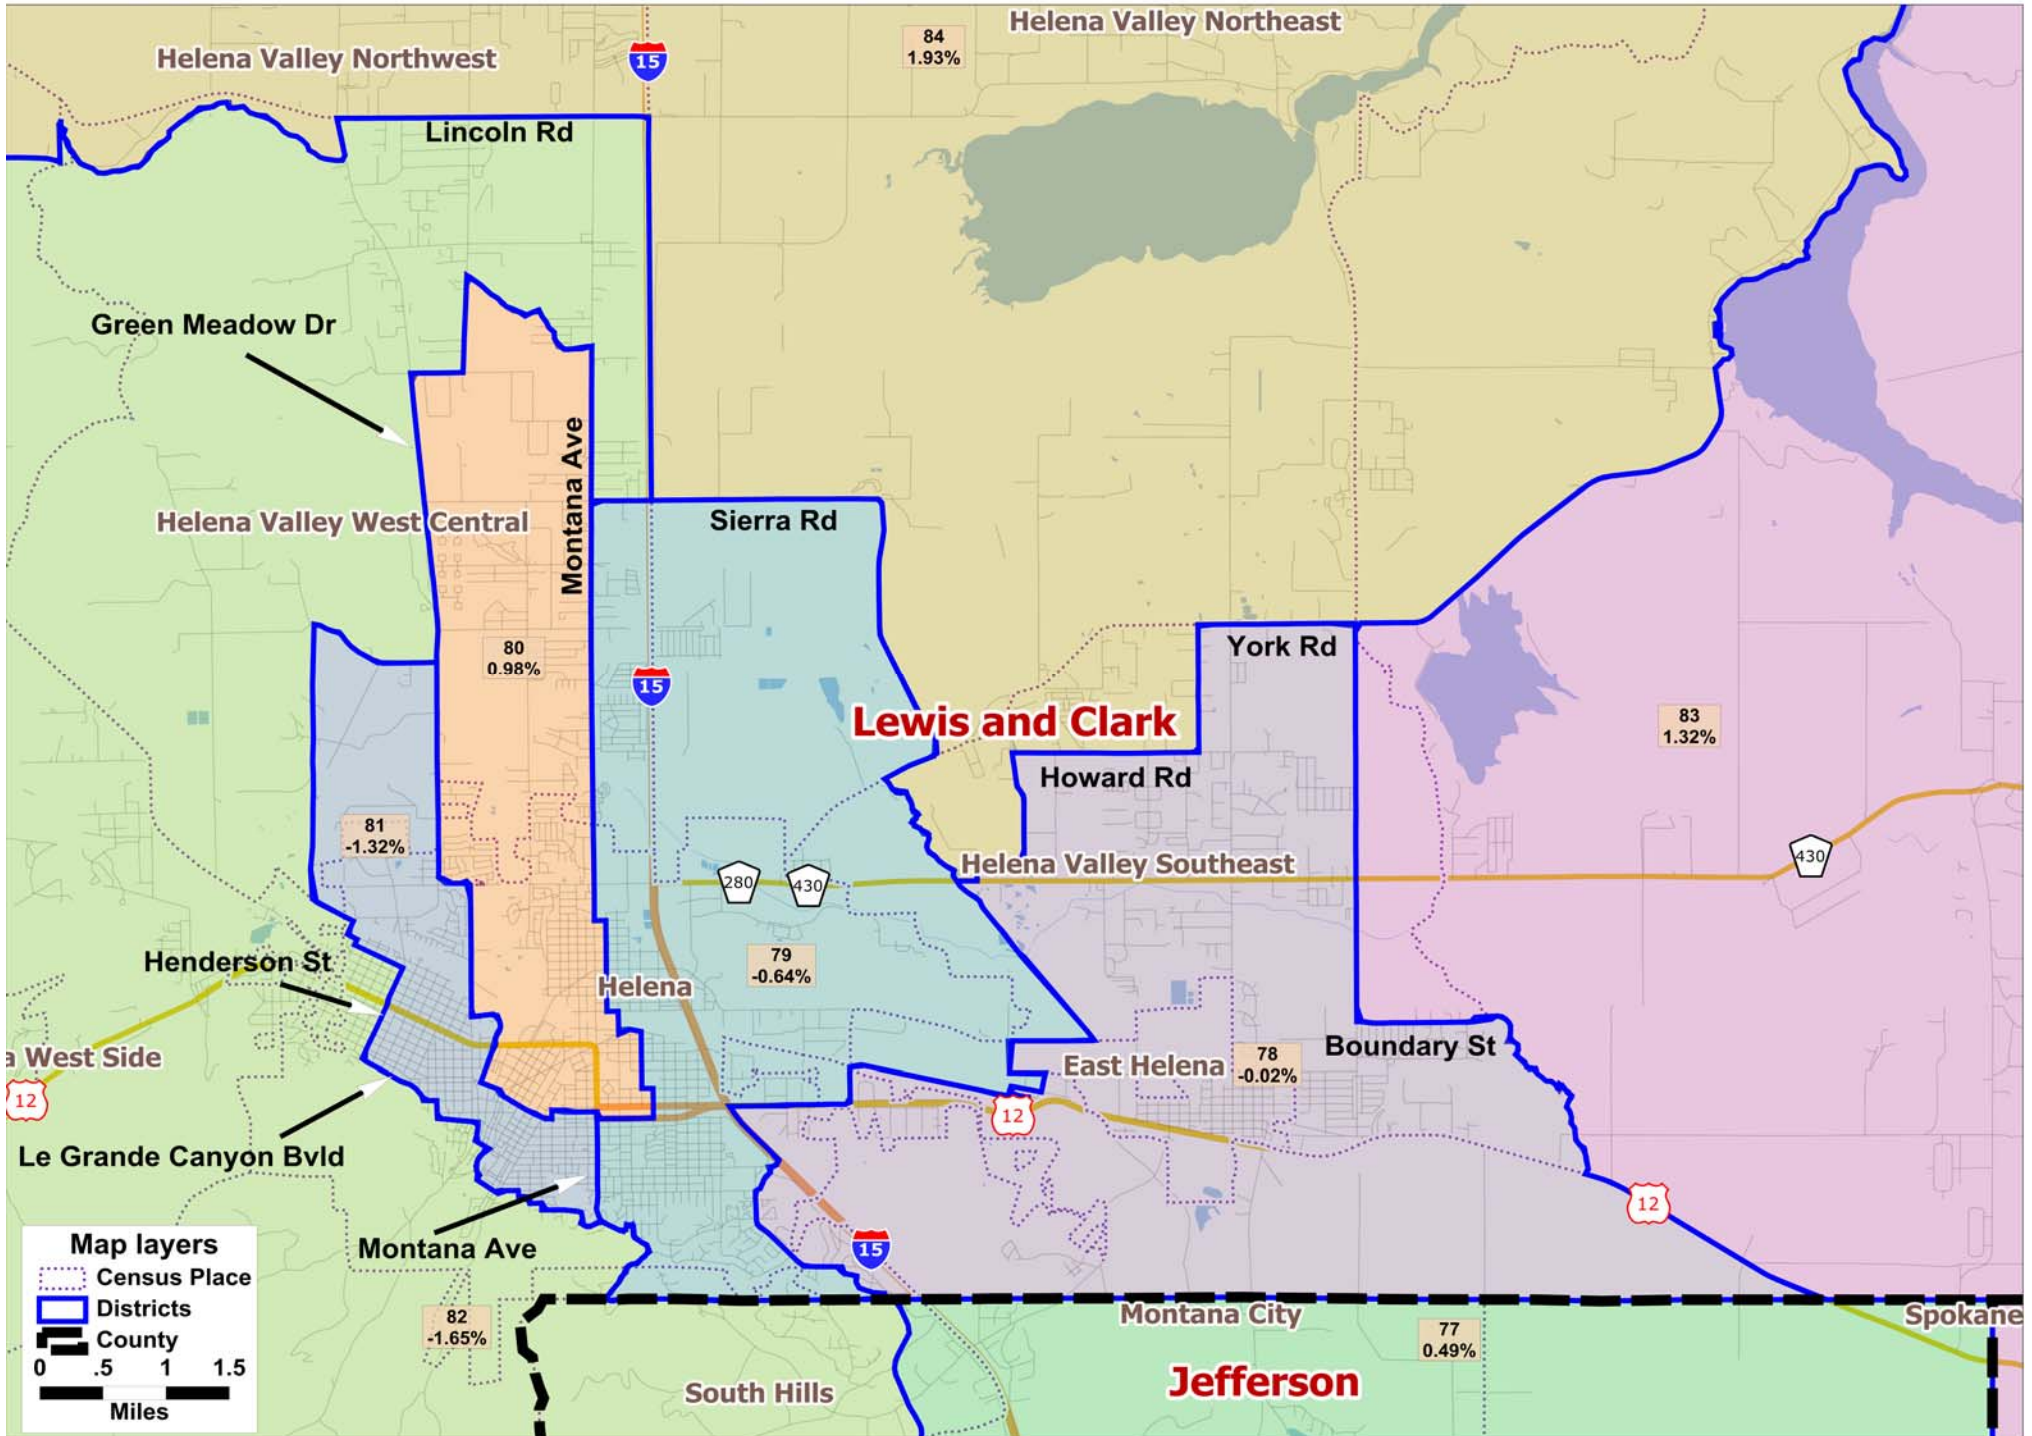 Helena Valley Northeast
84
1.93%
Helena Valley Northwest
15
Lincoln Rd
Green Meadow Dr
Montana Ave
Helena Valley West Central
Sierra Rd
80
0.98%
15
York Rd
Lewis and Clark
83
1.32%
Howard Rd
81
-1.32%
Helena Valley Southeast
430
280
430
Henderson St
79
-0.64%
Helena
a West Side
12
East Helena
78
-0.02%
Boundary St
12
Le Grande Canyon Bvld
12
Montana Ave
15
Map layers
Census Place
Districts
County
0 .5 1 1.5
Miles
82
-1.65%
Montana City
Spokane
77
0.49%
South Hills
Jefferson